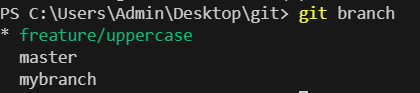 PS C:\Users\Admin\Desktop\git> git branch
* freature/uppercase
  master
  mybranch